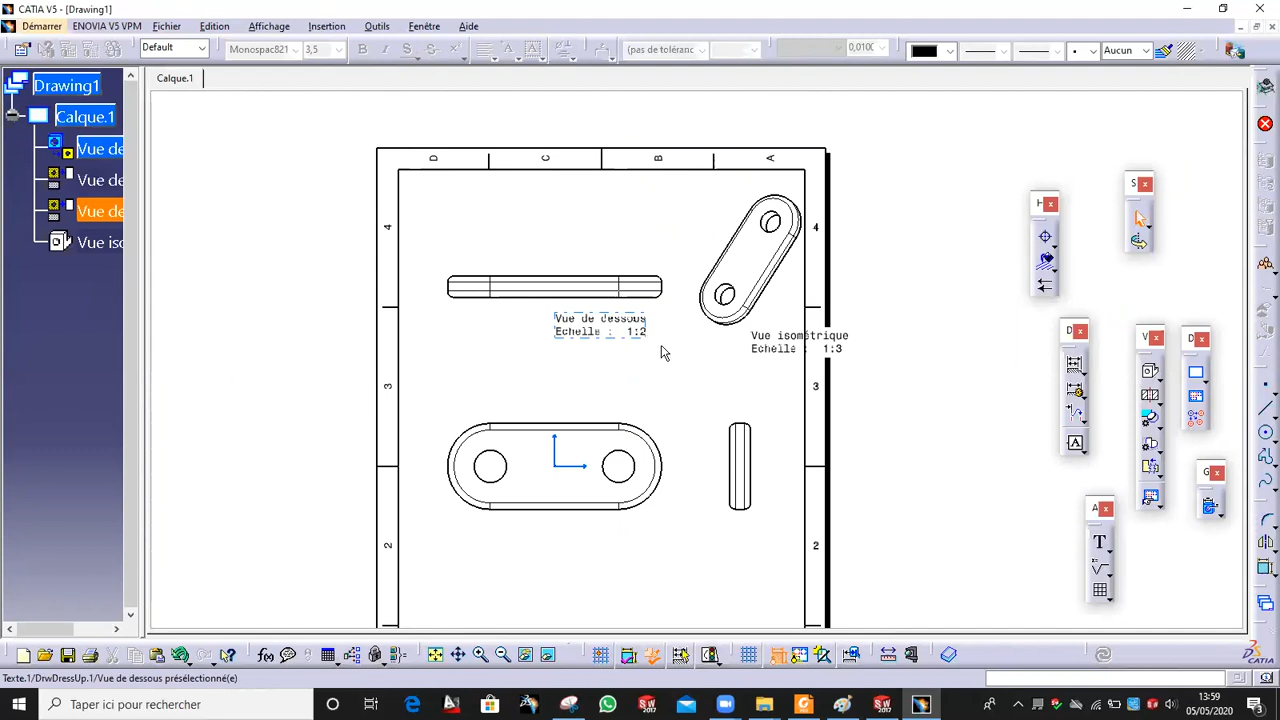 CATIA V5 - [Drawing1]
Démarrer ENOVIA V5 VPM Fichier Edition Affichage Insertion Outils Fenêtre Aide
Default Monospac821 3,5 B I S (pas de toléranc 0,010( Aucun
Drawing1
Calque.1
Vue de
Vue de
Vue de
Vue iso
Calque.1
D C B A
4 4
3 3
2 2
Vue de dessous
Echelle : 1:2
Vue isométrique
Echelle : 1:3
H
S
D
V
D
G
A
T
f(x)
CATIA
Texte.1/DrwDressUp.1/Vue de dessous présélectionné(e)
Taper ici pour rechercher
13:59
05/05/2020